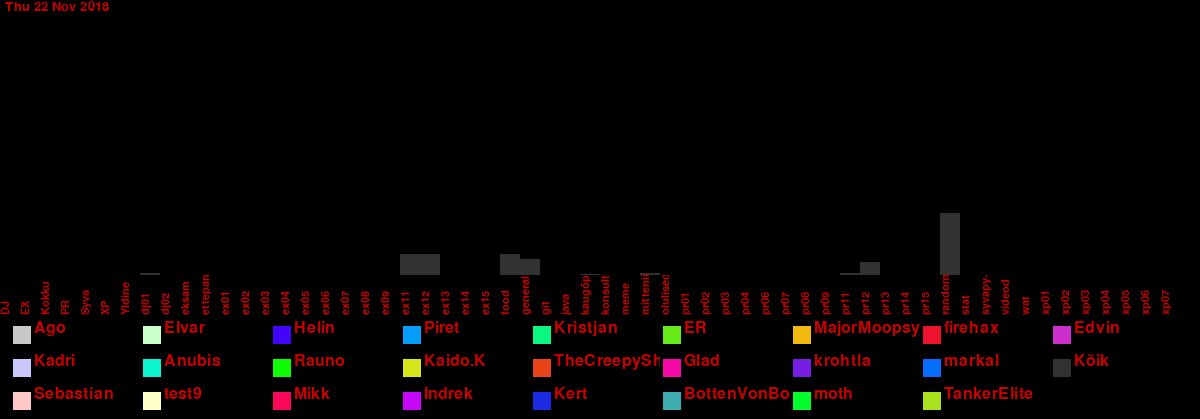 Thu 22 Nov 2018
DJ EX Kokku PR Syva XP Yldine dji01 dji02 eksam ettepan ex01 ex02 ex03 ex04 ex05 ex06 ex07 ex08 ex09 ex11 ex12 ex13 ex14 ex15 food general git java kaugõp konsult meme mittenii olulised pr01 pr02 pr03 pr04 pr06 pr07 pr08 pr09 pr11 pr12 pr13 pr14 pr15 random stat syvapy- videod wat xp01 xp02 xp03 xp04 xp05 xp06 xp07
Ago Elvar Helin Piret Kristjan ER MajorMoopsy firehax Edvin
Kadri Anubis Rauno Kaido.K TheCreepySh Glad krohtla markal Kõik
Sebastian test9 Mikk Indrek Kert BottenVonBo moth TankerElite